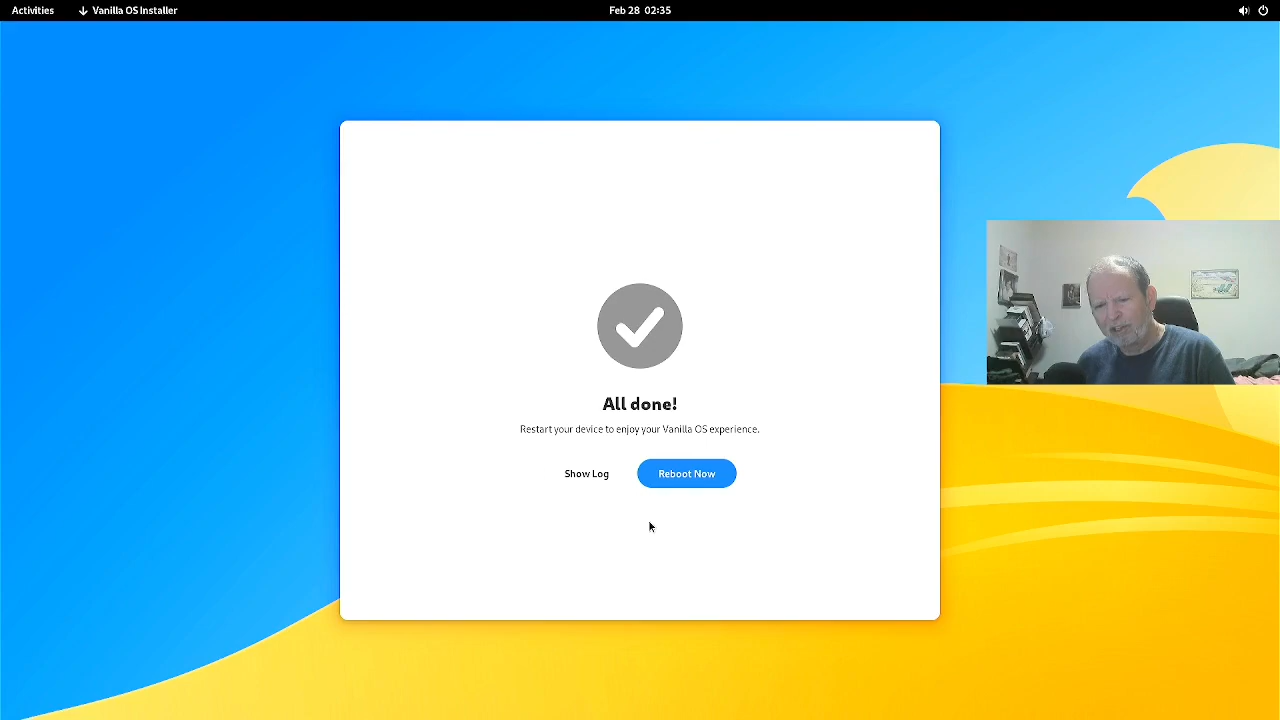 Activities
Vanilla OS Installer
Feb 28 02:35
All done!
Restart your device to enjoy your Vanilla OS experience.
Show Log
Reboot Now